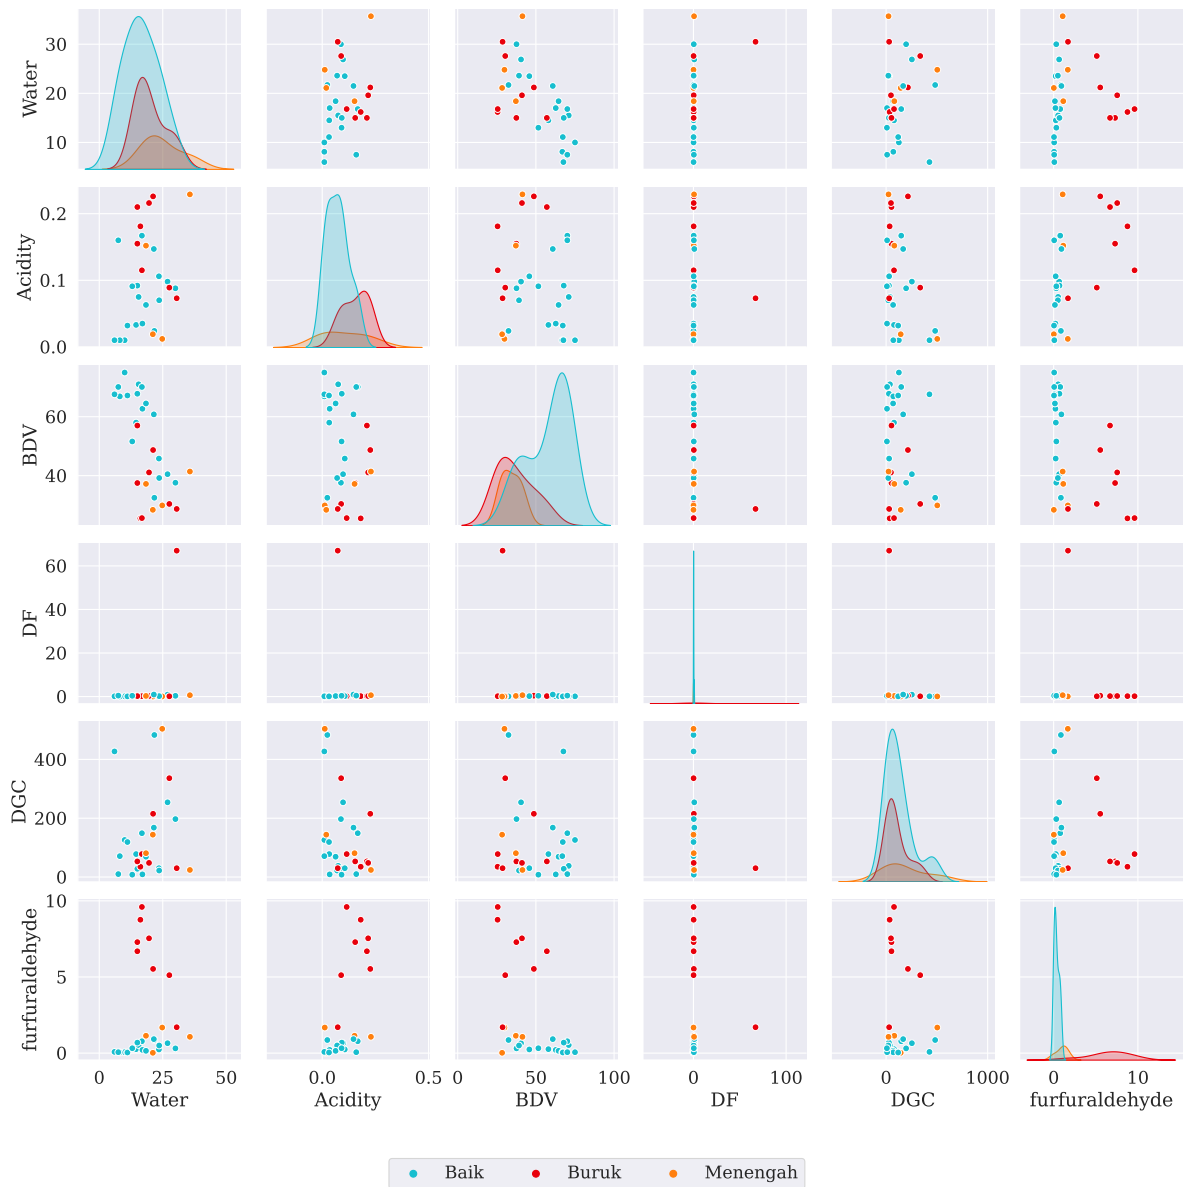 Water
30
20
10
Acidity
0.2
0.1
0.0
BDV
60
40
DF
60
40
20
0
DGC
400
200
0
furfuraldehyde
10
5
0
0 25 50 0.0 0.5 0 50 100 0 100 0 1000 0 10
Water Acidity BDV DF DGC furfuraldehyde
Baik Buruk Menengah